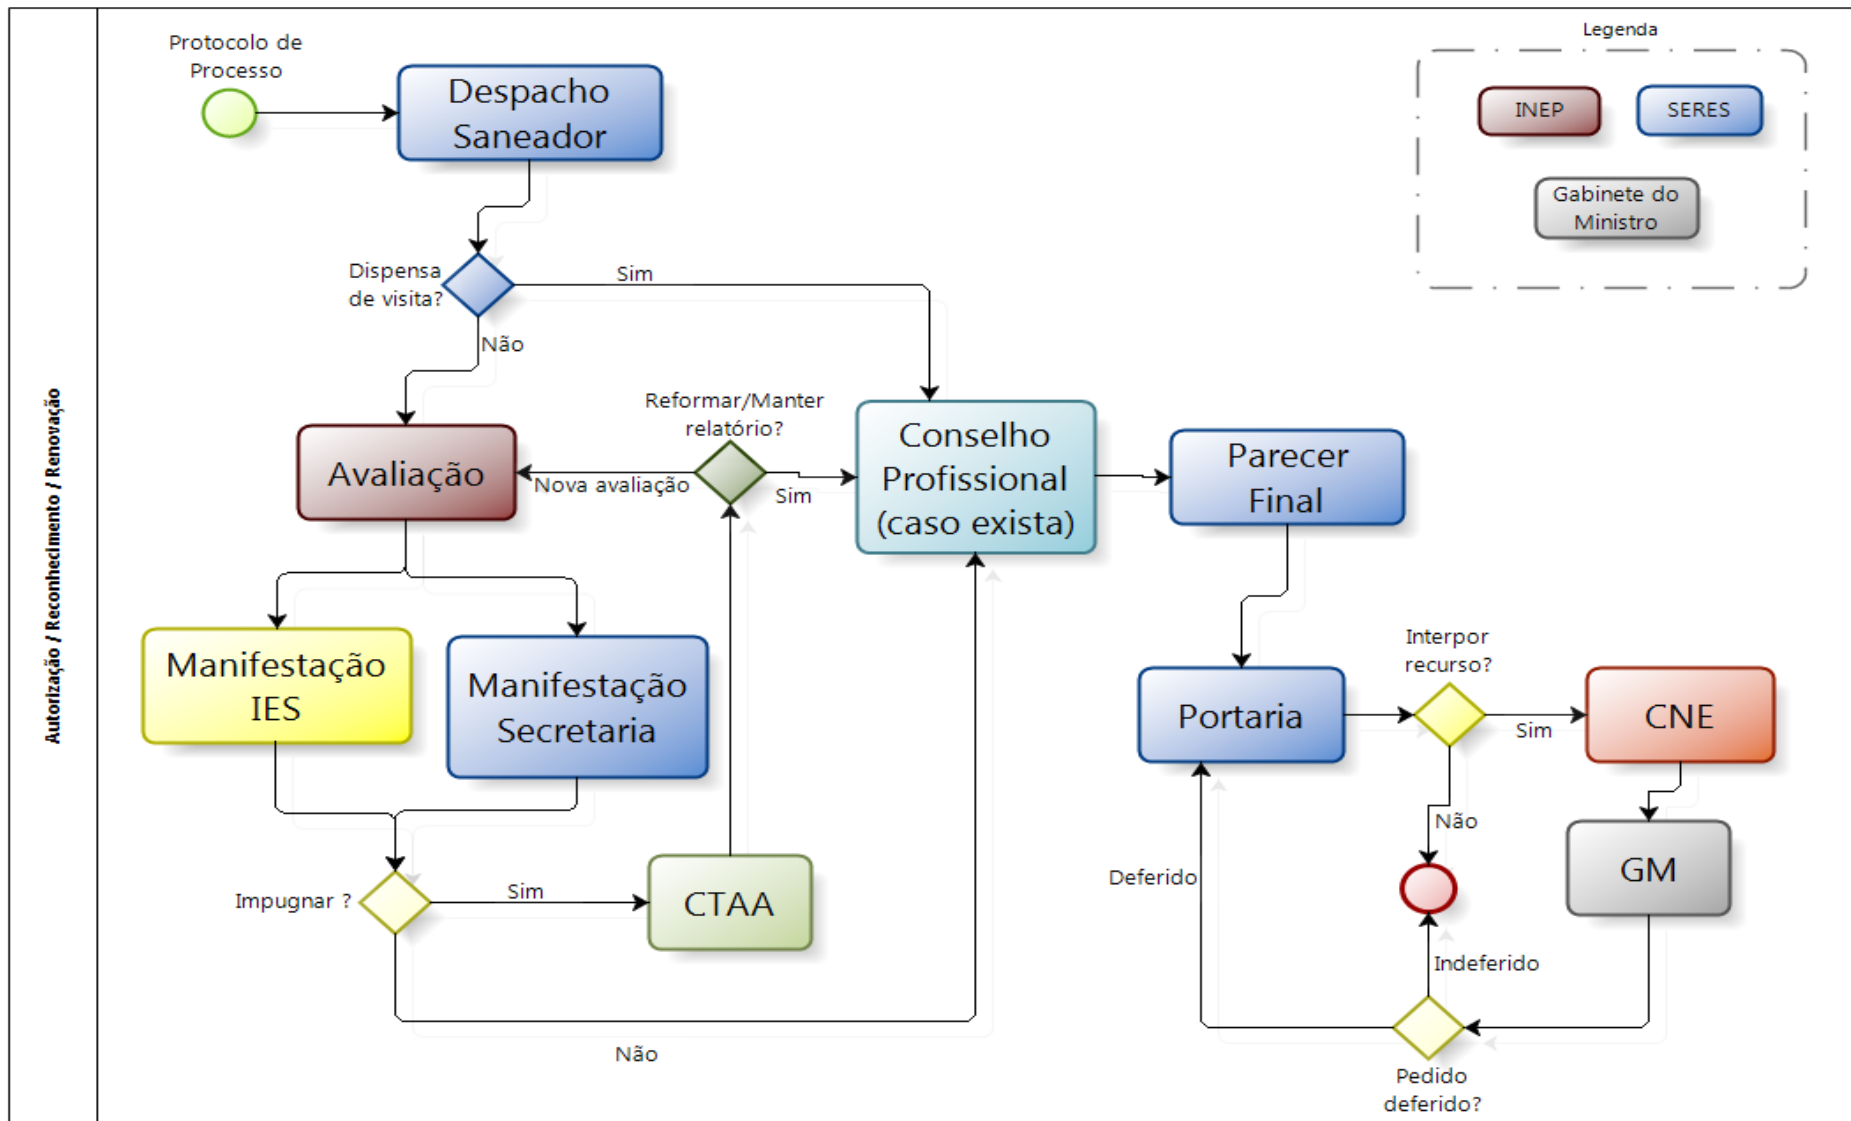 Autorização / Reconhecimento / Renovação
Protocolo de
Processo
Despacho
Saneador
Legenda
INEP
SERES
Gabinete do
Ministro
Dispensa
de visita?
Sim
Não
Avaliação
Nova avaliação
Reformar/Manter
relatório?
Sim
Conselho
Profissional
(caso exista)
Parecer
Final
Manifestação
IES
Manifestação
Secretaria
Portaria
Interpor
recurso?
Sim
CNE
Não
GM
Impugnar ?
Sim
CTAA
Não
Deferido
Indeferido
Pedido
deferido?